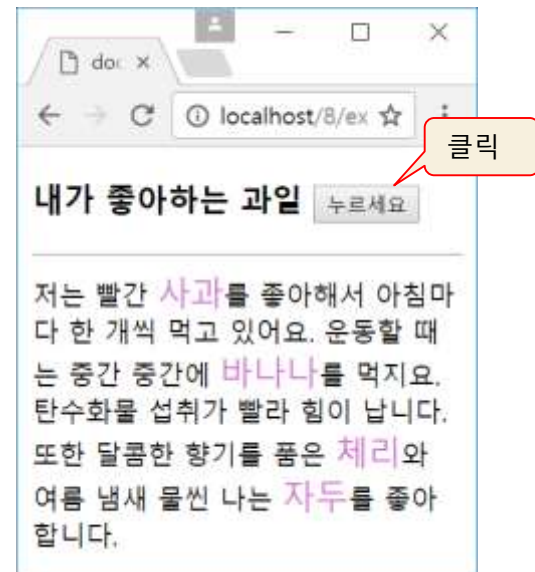 doc
localhost/8/ex
클릭
내가 좋아하는 과일 누르세요
저는 빨간 사과를 좋아해서 아침마
다 한 개씩 먹고 있어요. 운동할 때
는 중간 중간에 바나나를 먹지요.
탄수화물 섭취가 빨라 힘이 납니다.
또한 달콤한 향기를 품은 체리와
여름 냄새 물씬 나는 자두를 좋아
합니다.